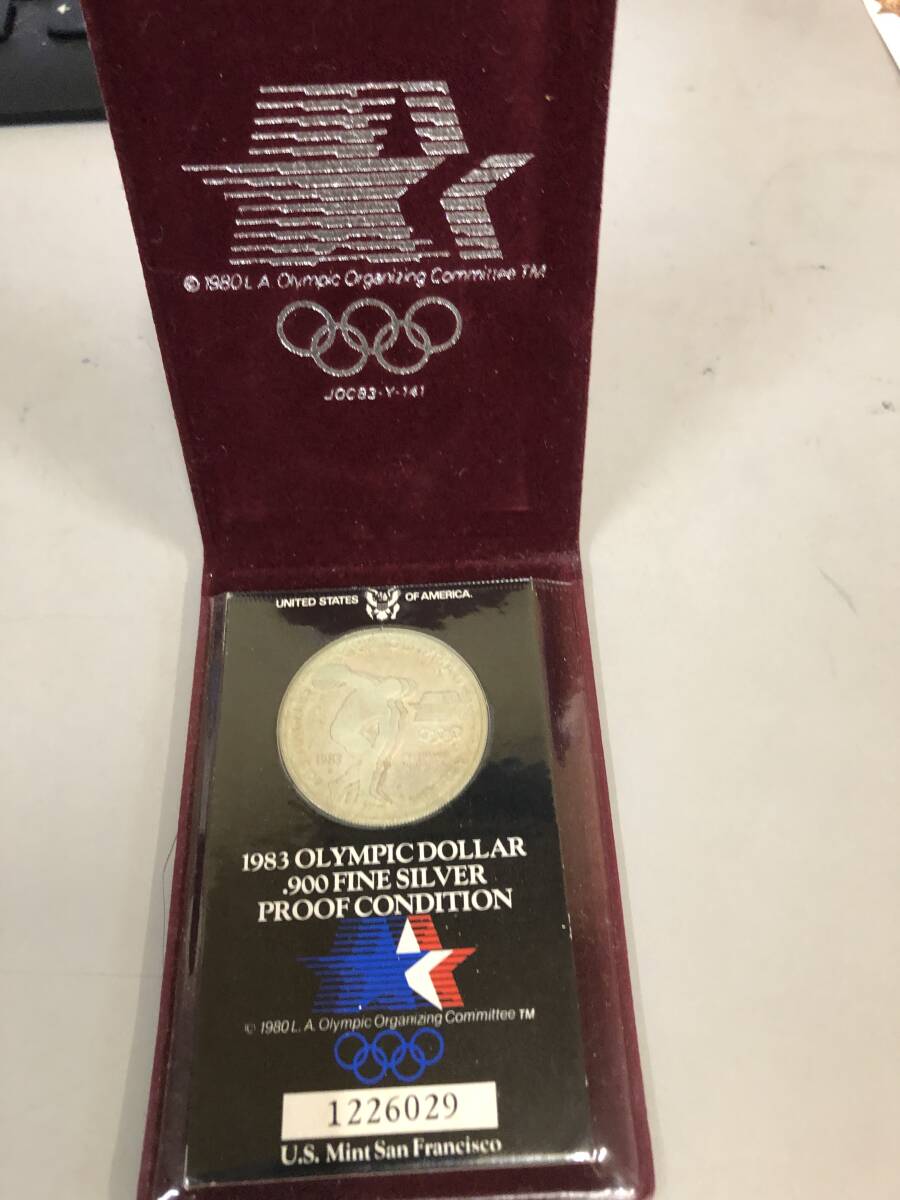 © 1980 L.A. Olympic Organizing Committee TM
JOC83-Y-141
UNITED STATES OF AMERICA.
1983
1983 OLYMPIC DOLLAR
.900 FINE SILVER
PROOF CONDITION
© 1980 L.A. Olympic Organizing Committee TM
1226029
U.S. Mint San Francisco